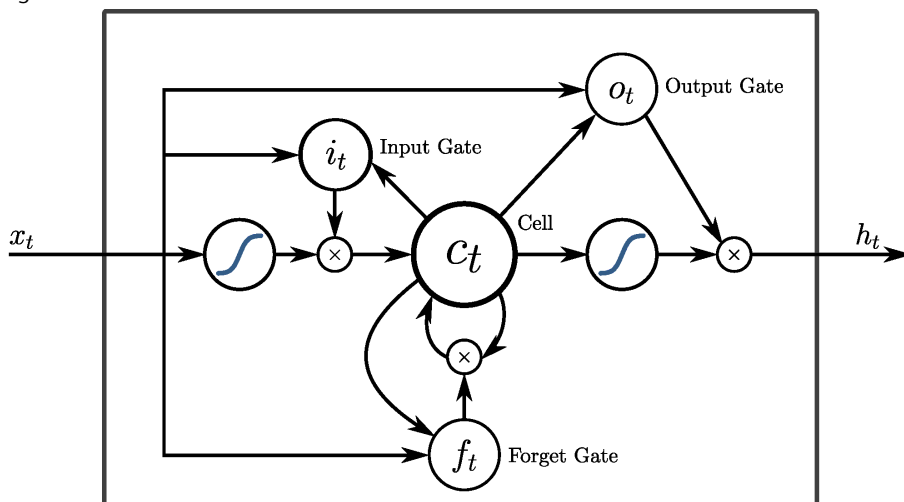 o_t Output Gate
i_t Input Gate
x_t
×
c_t
Cell
×
h_t
×
f_t Forget Gate